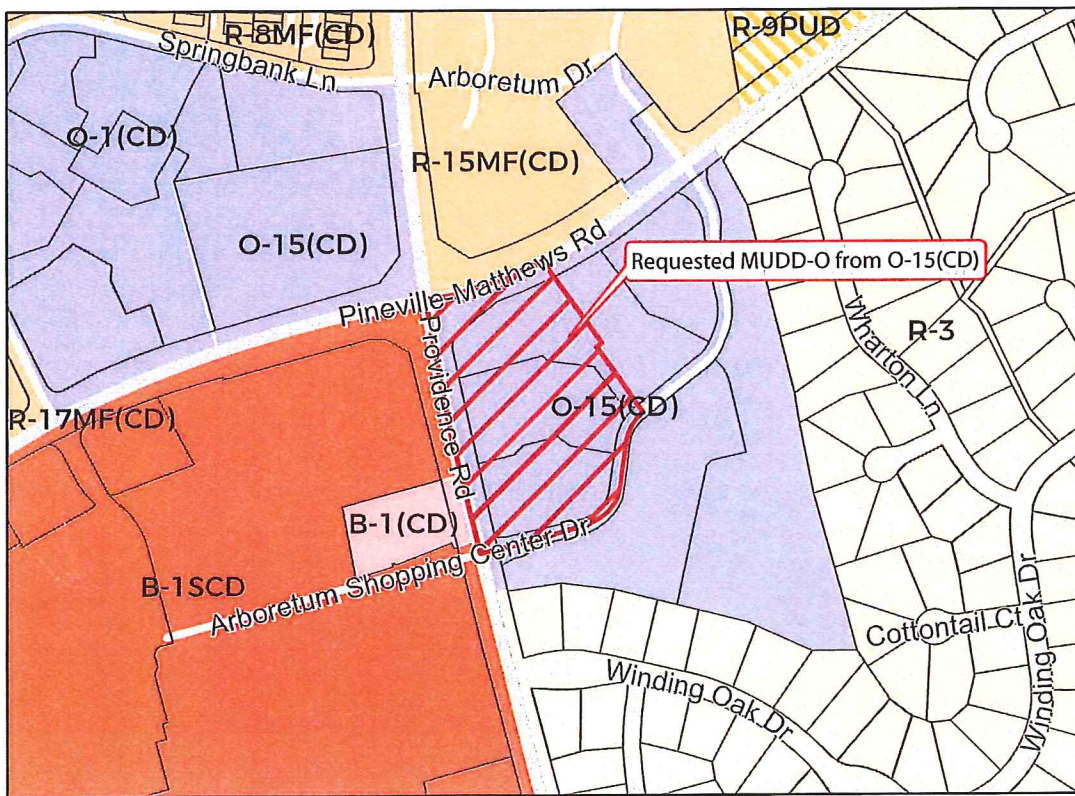 R-8MF(CD)
R-9PUD
Springbank Ln
Arboretum Dr
O-1(CD)
R-15MF(CD)
O-15(CD)
Pineville-Matthews Rd
Requested MUDD-O from O-15(CD)
Providence Rd
Wharton Ln
R-3
O-15(CD)
R-17MF(CD)
B-1(CD)
B-1SCD
Arboretum Shopping Center Dr
Cottontail Ct
Winding Oak Dr
Winding Oak Dr